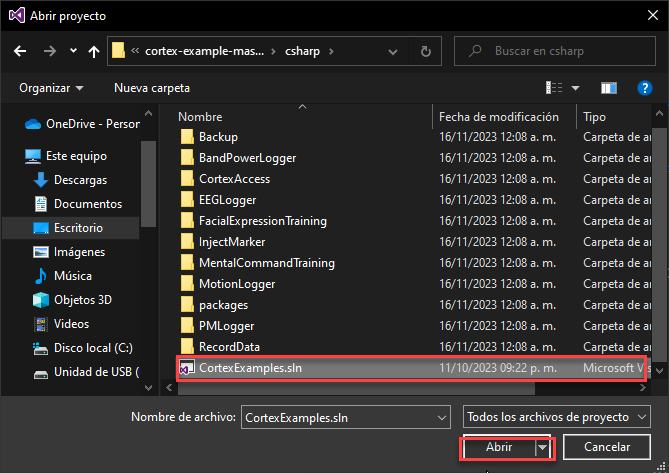 Abrir proyecto
« cortex-example-mas... › csharp ›
Buscar en csharp
Organizar
Nueva carpeta
Nombre
Fecha de modificación
Tipo
OneDrive - Person
Este equipo
Descargas
Documentos
Escritorio
Imágenes
Música
Objetos 3D
Videos
Disco local (C:)
Unidad de USB (
Backup 16/11/2023 12:08 a. m. Carpeta de ar
BandPowerLogger 16/11/2023 12:08 a. m. Carpeta de ar
CortexAccess 16/11/2023 12:08 a. m. Carpeta de ar
EEGLogger 16/11/2023 12:08 a. m. Carpeta de ar
FacialExpressionTraining 16/11/2023 12:08 a. m. Carpeta de ar
InjectMarker 16/11/2023 12:08 a. m. Carpeta de ar
MentalCommandTraining 16/11/2023 12:08 a. m. Carpeta de ar
MotionLogger 16/11/2023 12:08 a. m. Carpeta de ar
packages 16/11/2023 12:08 a. m. Carpeta de ar
PMLogger 16/11/2023 12:08 a. m. Carpeta de ar
RecordData 16/11/2023 12:08 a. m. Carpeta de ar
CortexExamples.sln 11/10/2023 09:22 p. m. Microsoft Vis
Nombre de archivo: CortexExamples.sln
Todos los archivos de proyecto
Abrir
Cancelar